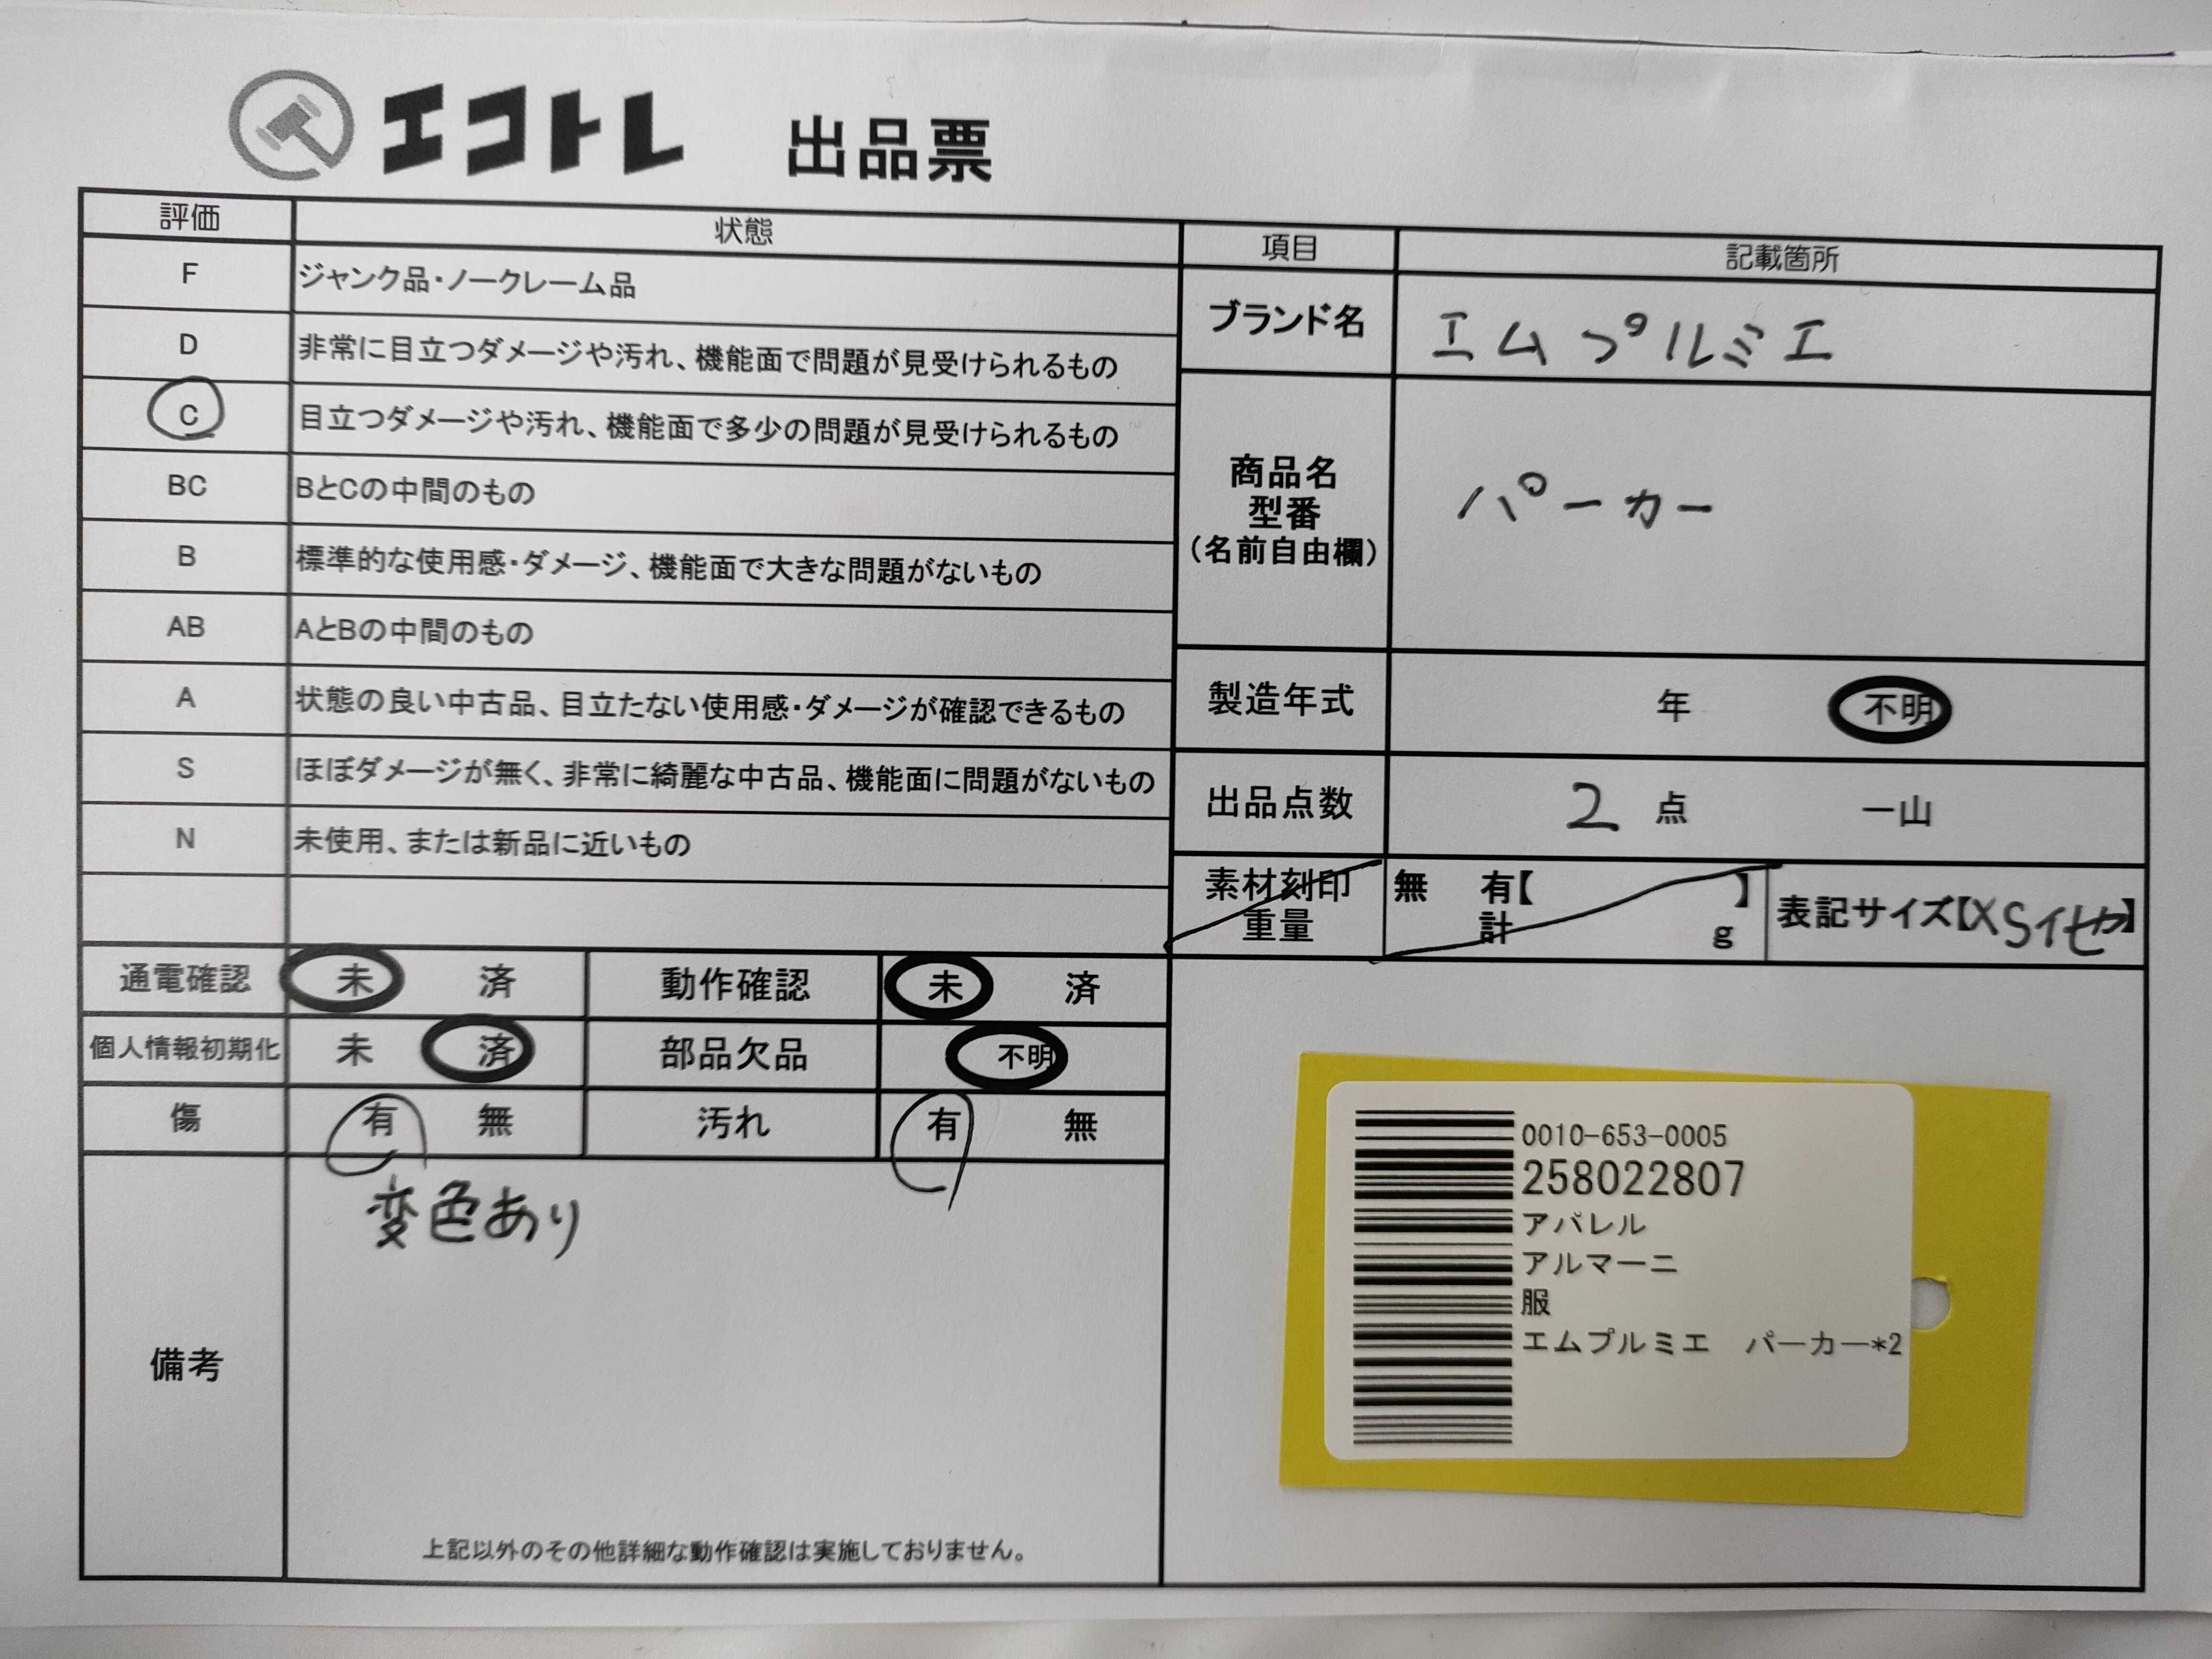 エコトレ 出品票
評価 状態
F ジャンク品・ノークレーム品
D 非常に目立つダメージや汚れ、機能面で問題が見受けられるもの
C 目立つダメージや汚れ、機能面で多少の問題が見受けられるもの
BC BとCの中間のもの
B 標準的な使用感・ダメージ、機能面で大きな問題がないもの
AB AとBの中間のもの
A 状態の良い中古品、目立たない使用感・ダメージが確認できるもの
S ほぼダメージが無く、非常に綺麗な中古品、機能面に問題がないもの
N 未使用、または新品に近いもの
項目 記載箇所
ブランド名 エムプルミエ
商品名
型番
(名前自由欄)
パーカー
製造年式 年 不明
出品点数 2 点 一山
素材刻印 無 有【 】
重量 計 g
表記サイズ【XSイセカ】
通電確認 未 済 動作確認 未 済
個人情報初期化 未 済 部品欠品 不明
傷 有 無 汚れ 有 無
備考
変色あり
上記以外のその他詳細な動作確認は実施しておりません。
0010-653-0005
258022807
アパレル
アルマーニ
服
エムプルミエ パーカー*2